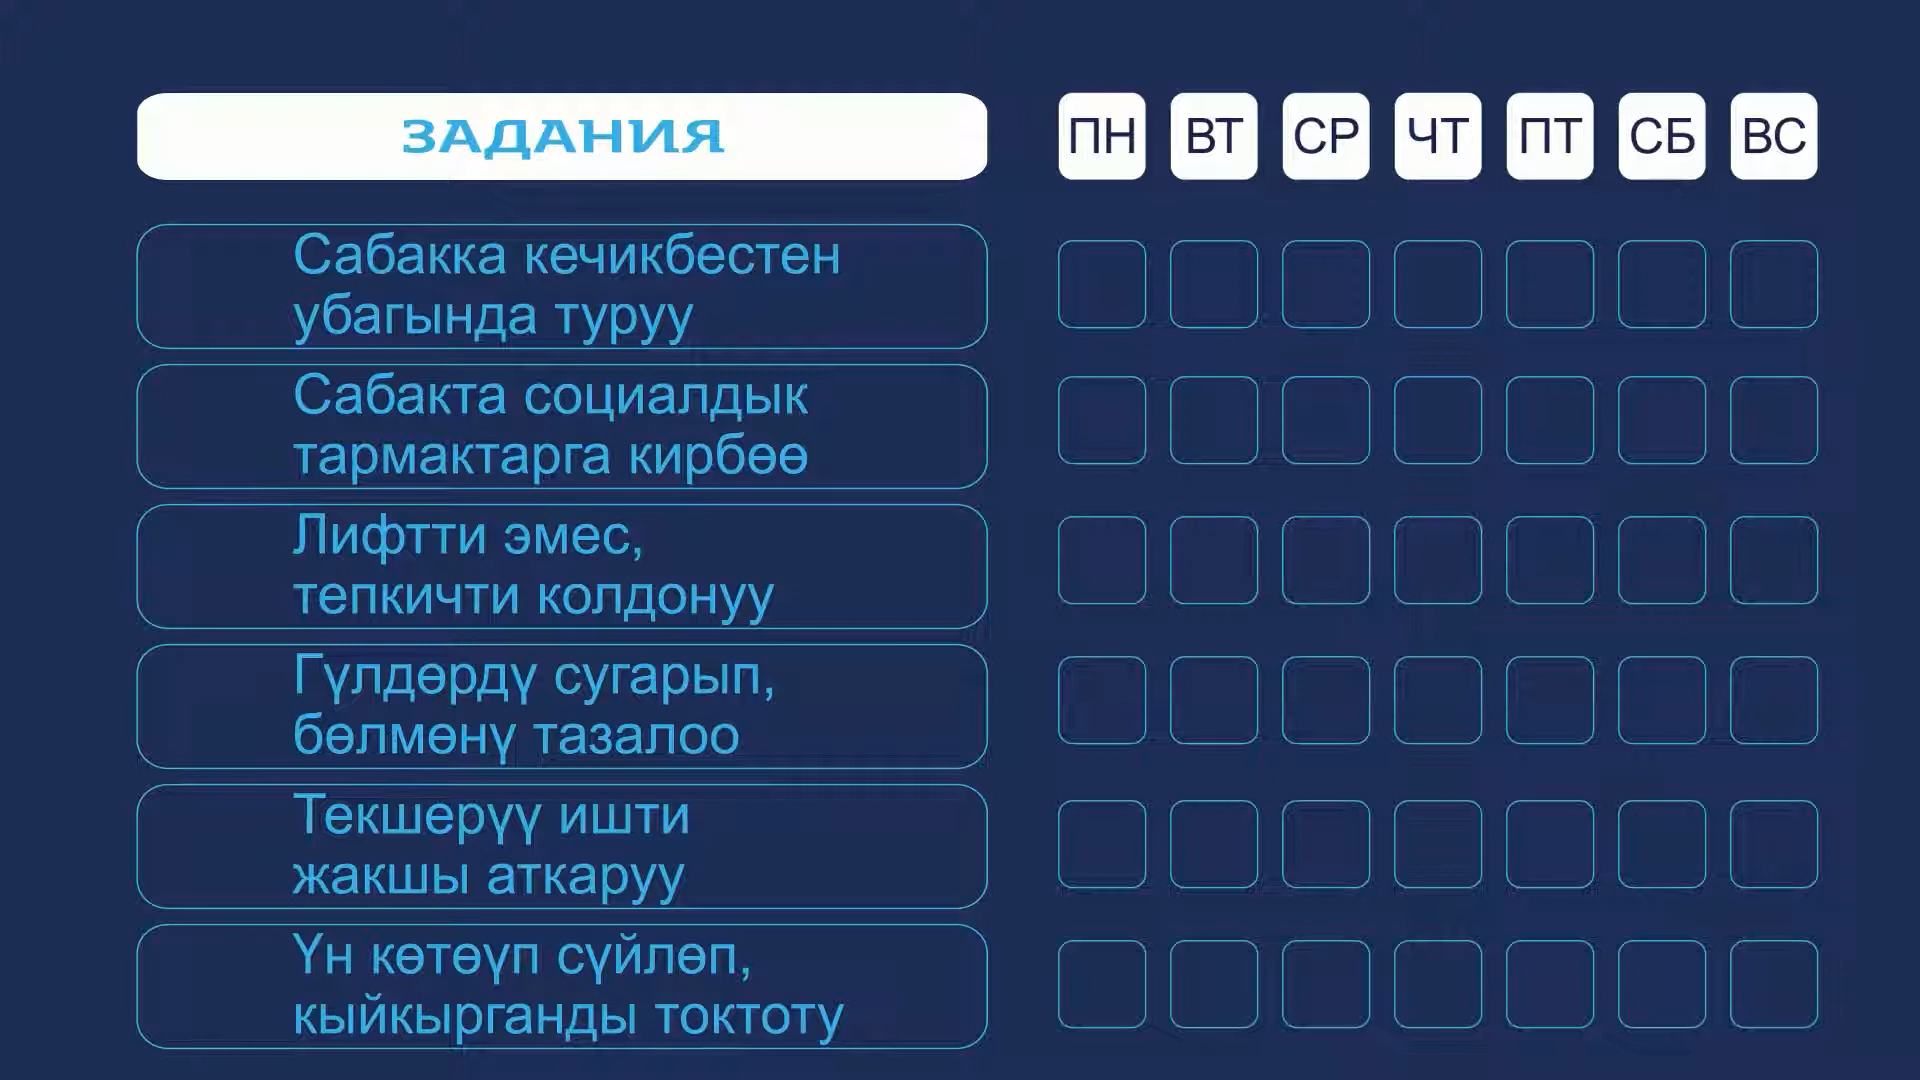 ЗАДАНИЯ ПН ВТ СР ЧТ ПТ СБ ВС
Сабакка кечикбестен
убагында туруу
Сабакта социалдык
тармактарга кирбөө
Лифтти эмес,
тепкичти колдонуу
Гүлдөрдү сугарып,
бөлмөнү тазалоо
Текшерүү ишти
жакшы аткаруу
Үн көтөүп сүйлөп,
кыйкырганды токтоту